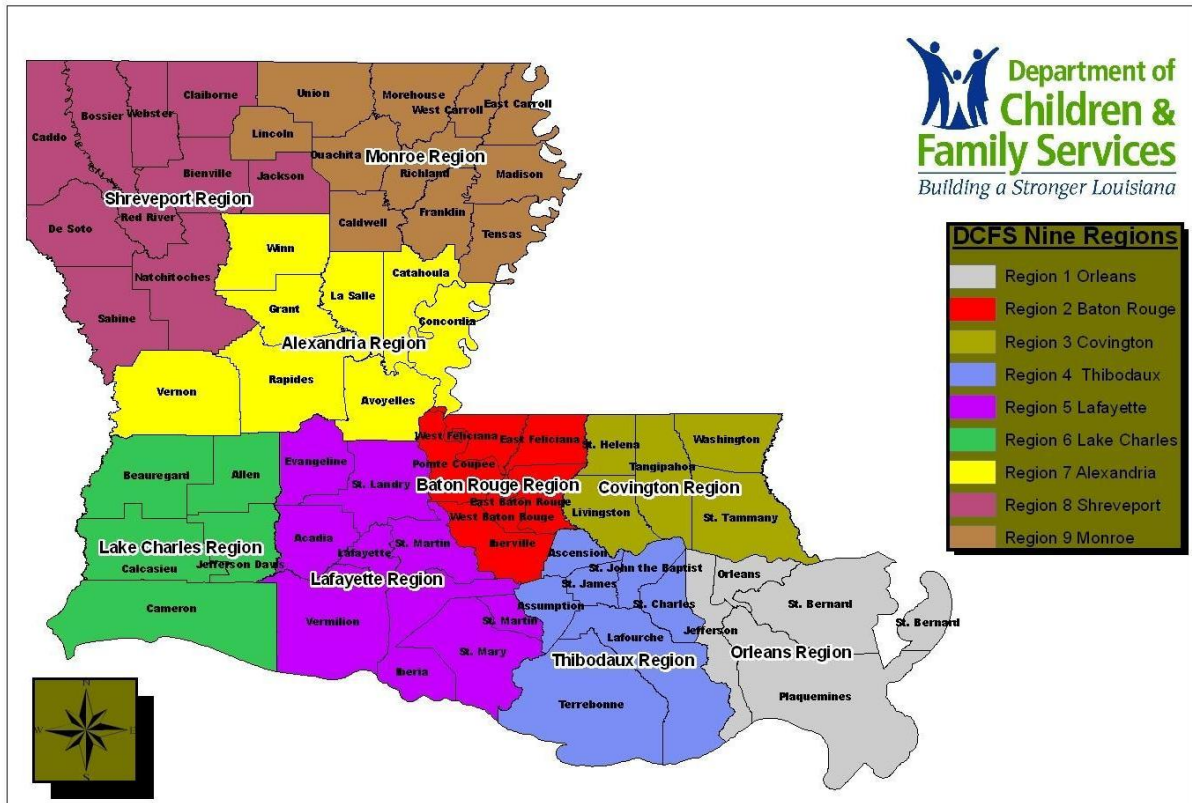 Department of
Children &
Family Services
Building a Stronger Louisiana
DCFS Nine Regions
Region 1 Orleans
Region 2 Baton Rouge
Region 3 Covington
Region 4 Thibodaux
Region 5 Lafayette
Region 6 Lake Charles
Region 7 Alexandria
Region 8 Shreveport
Region 9 Monroe
Shreveport Region
Caddo
Bossier
Webster
Claiborne
Bienville
Jackson
De Soto
Red River
Natchitoches
Sabine
Monroe Region
Union
Morehouse
West Carroll
East Carroll
Lincoln
Ouachita
Richland
Madison
Caldwell
Franklin
Tensas
Alexandria Region
Winn
Grant
La Salle
Catahoula
Concordia
Vernon
Rapides
Avoyelles
Baton Rouge Region
West Feliciana
East Feliciana
Pointe Coupee
East Baton Rouge
West Baton Rouge
Iberville
Covington Region
St. Helena
Tangipahoa
Washington
Livingston
St. Tammany
Lake Charles Region
Beauregard
Allen
Calcasieu
Jefferson Davis
Cameron
Lafayette Region
Evangeline
St. Landry
Acadia
Lafayette
St. Martin
Vermilion
St. Martin
St. Mary
Iberia
Thibodaux Region
Ascension
St. John the Baptist
St. James
Assumption
St. Charles
Lafourche
Terrebonne
Orleans Region
Orleans
St. Bernard
St. Bernard
Jefferson
Plaquemines
N
W
E
S